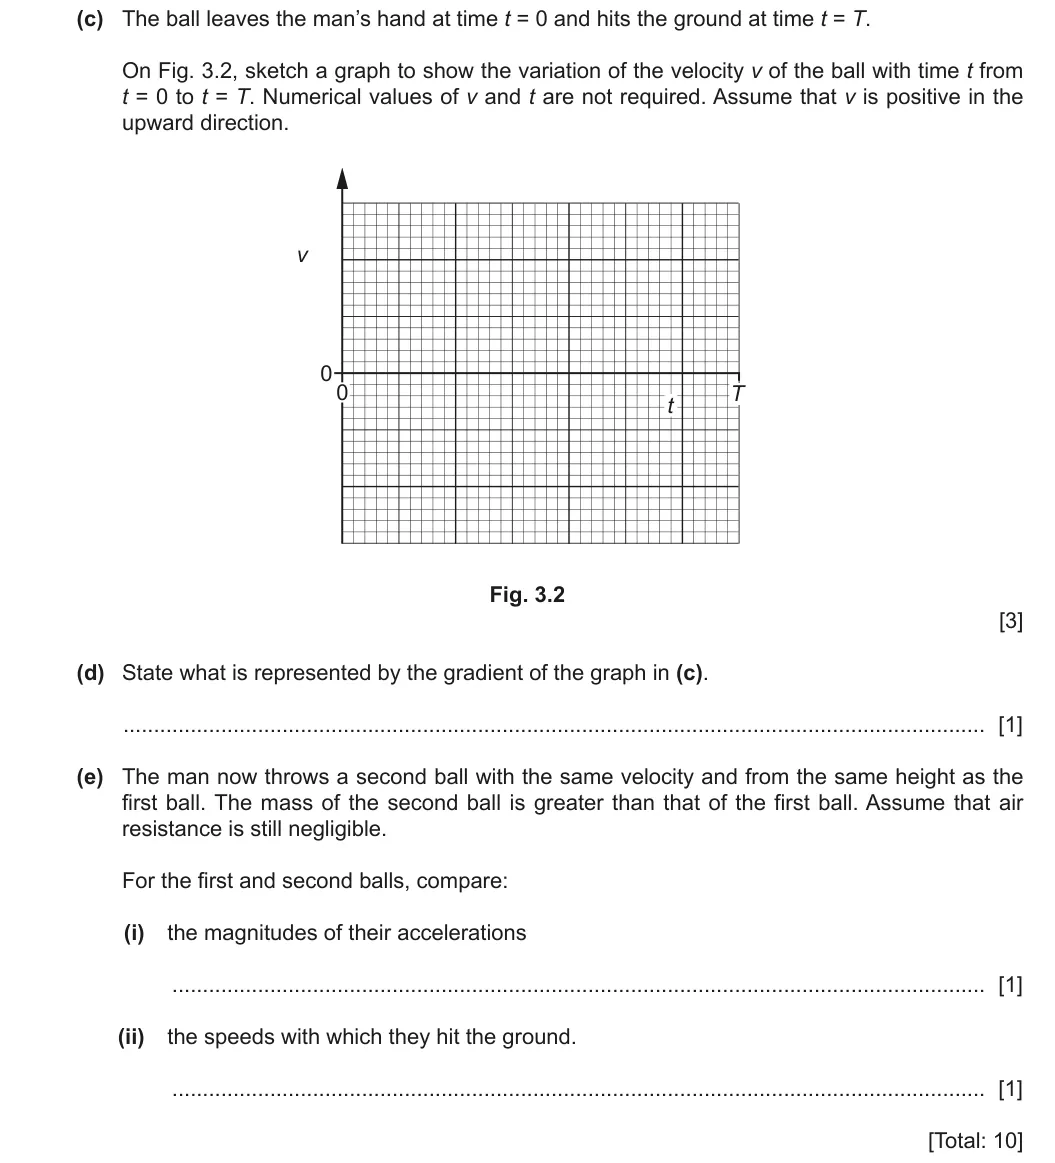 (c) The ball leaves the man’s hand at time t = 0 and hits the ground at time t = T.
On Fig. 3.2, sketch a graph to show the variation of the velocity v of the ball with time t from
t = 0 to t = T. Numerical values of v and t are not required. Assume that v is positive in the
upward direction.
v
0
0
t
T
Fig. 3.2
[3]
(d) State what is represented by the gradient of the graph in (c).
.................................................................................................................................................. [1]
(e) The man now throws a second ball with the same velocity and from the same height as the
first ball. The mass of the second ball is greater than that of the first ball. Assume that air
resistance is still negligible.
For the first and second balls, compare:
(i) the magnitudes of their accelerations
.......................................................................................................................................... [1]
(ii) the speeds with which they hit the ground.
.......................................................................................................................................... [1]
[Total: 10]